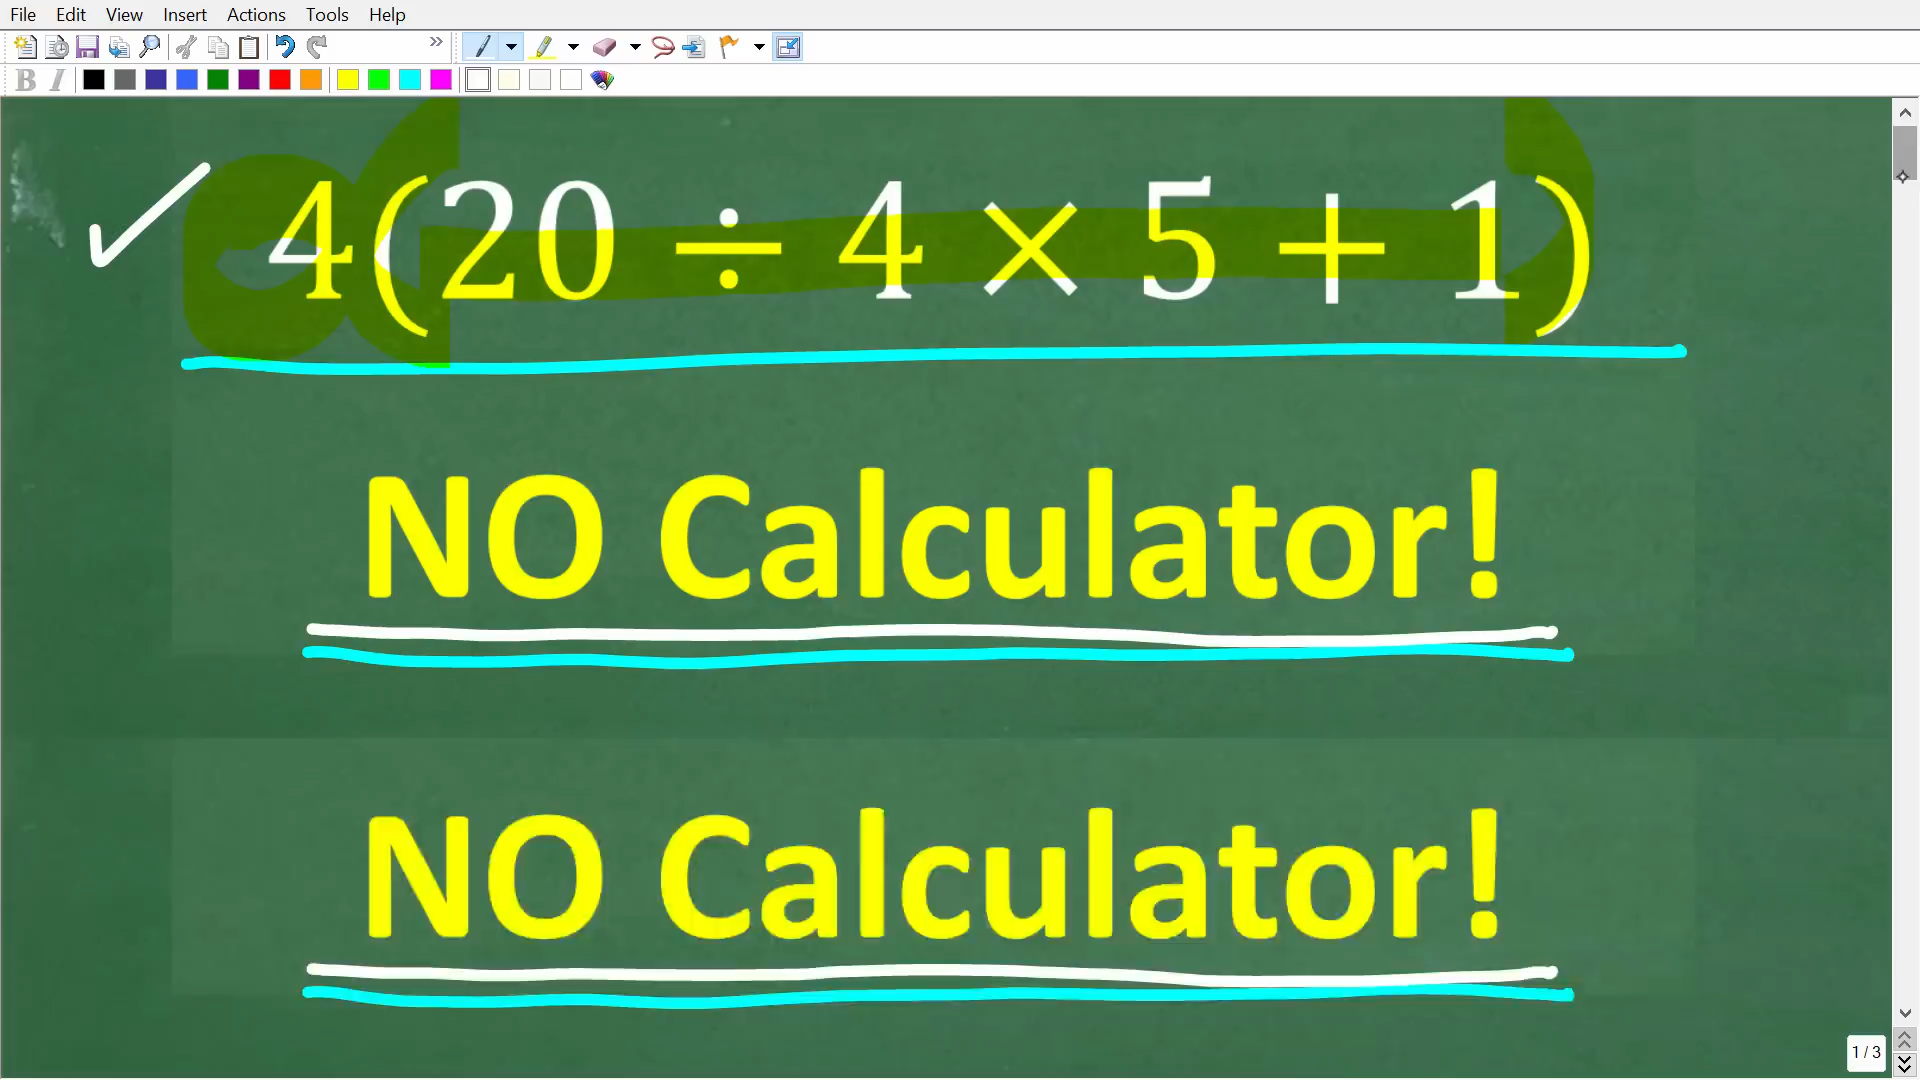 File Edit View Insert Actions Tools Help
B I
4(20 ÷ 4 × 5 + 1)
NO Calculator!
NO Calculator!
1 / 3